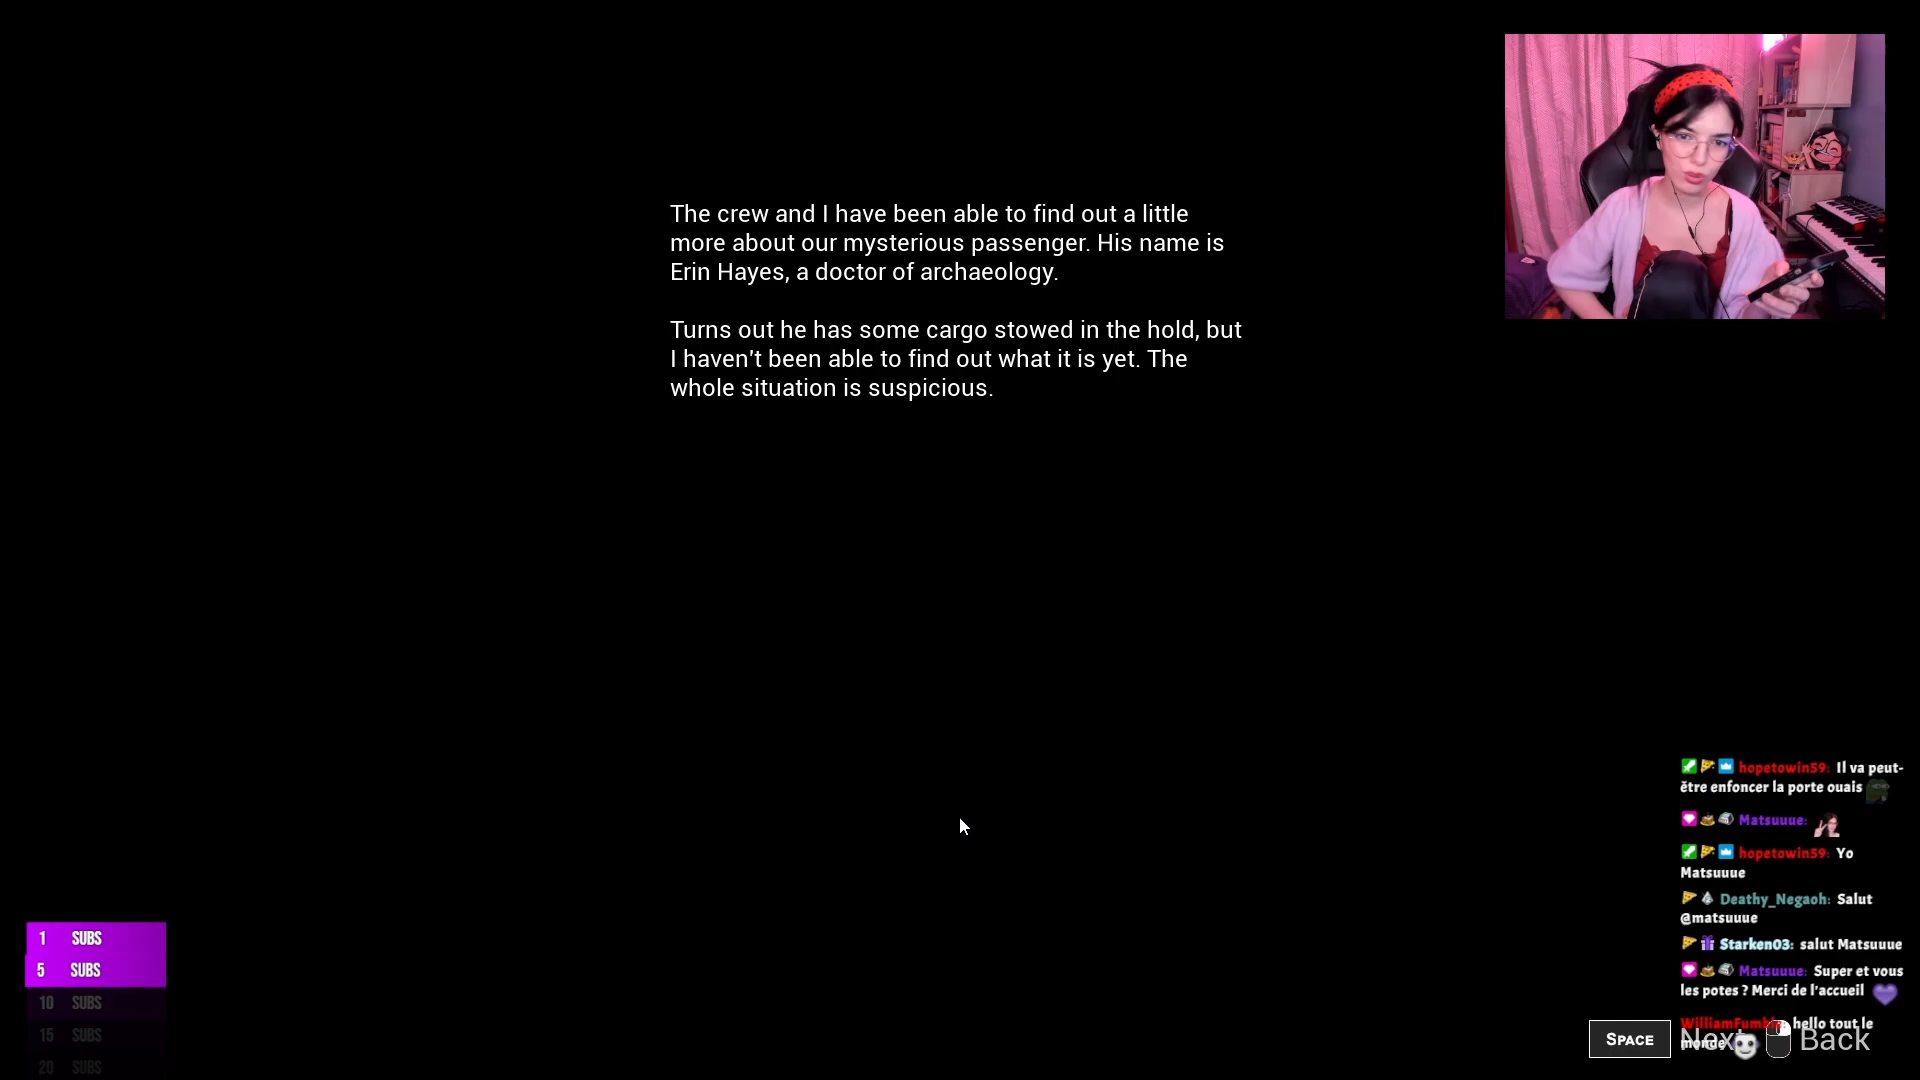 The crew and I have been able to find out a little
more about our mysterious passenger. His name is
Erin Hayes, a doctor of archaeology.
Turns out he has some cargo stowed in the hold, but
I haven't been able to find out what it is yet. The
whole situation is suspicious.
hopetowin59: Il va peut-
être enfoncer la porte ouais
Matsuuue:
hopetowin59: Yo
Matsuuue
Deathy_Negaoh: Salut
@matsuuue
Starken03: salut Matsuuue
Matsuuue: Super et vous
les potes ? Merci de l'accueil
WilliamFumble: hello tout le
monde
1 SUBS
5 SUBS
10 SUBS
15 SUBS
20 SUBS
SPACE Next Back